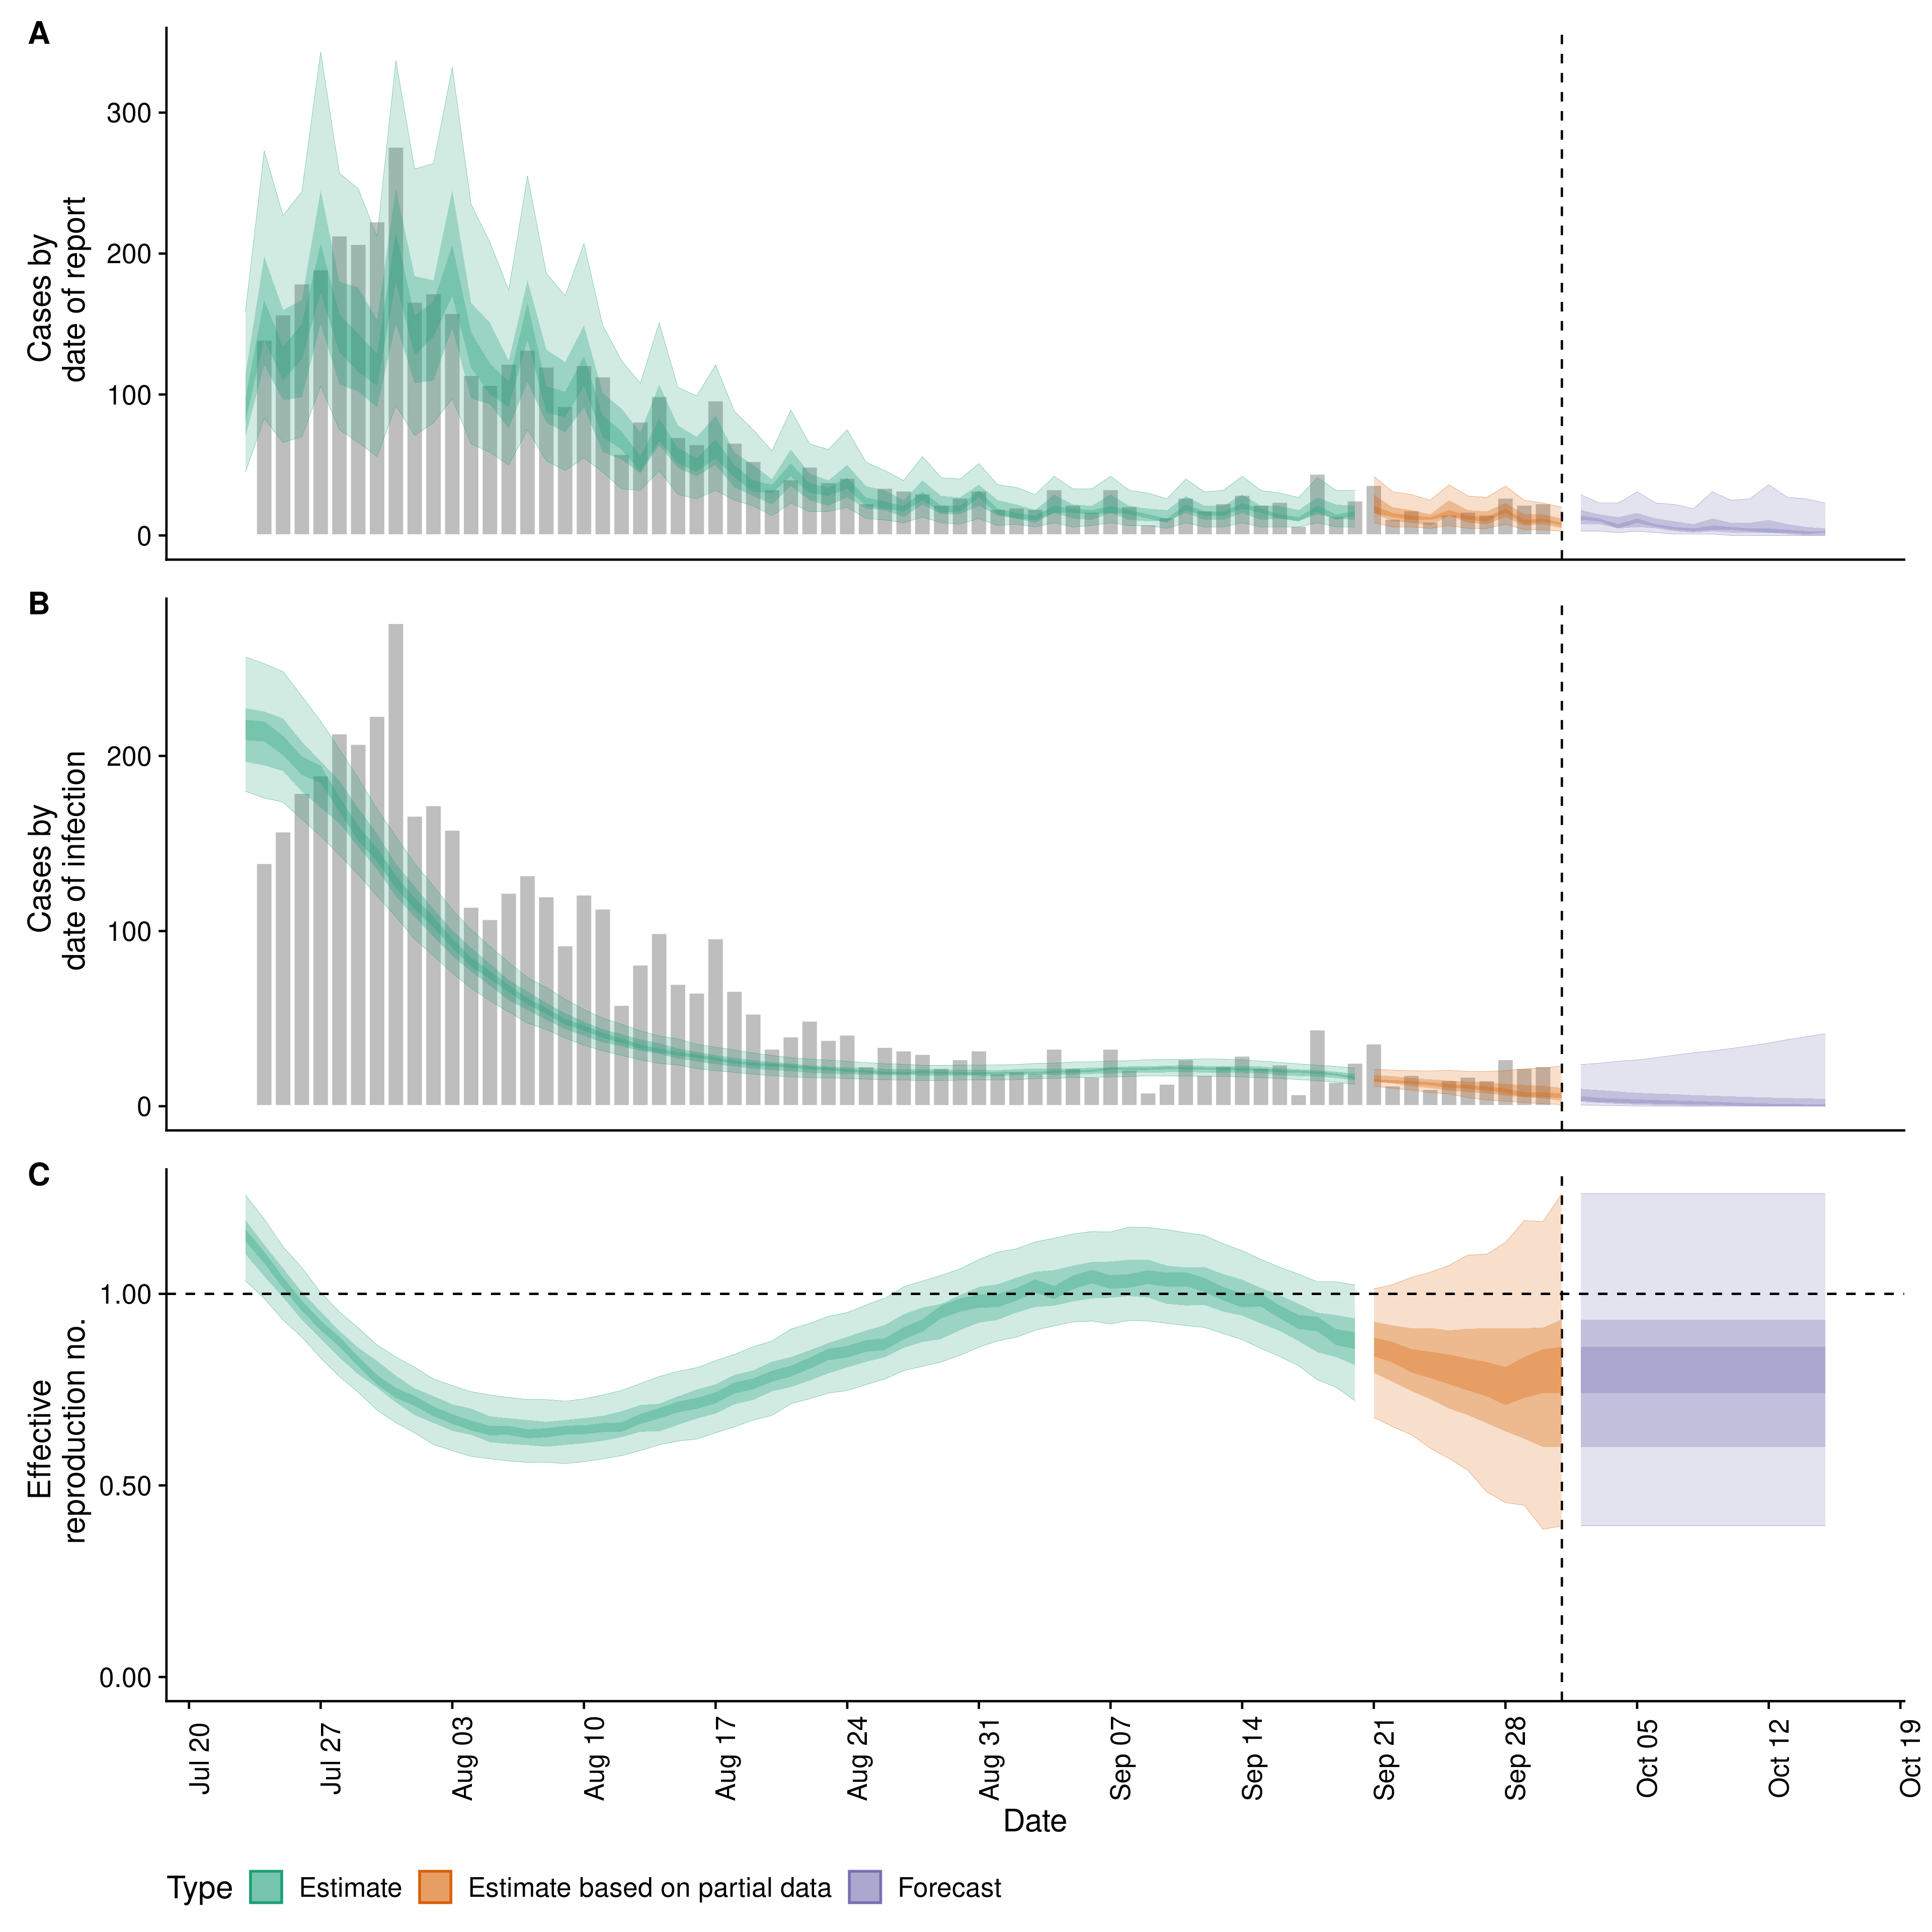 A
Cases by
date of report
300
200
100
0
B
Cases by
date of infection
200
100
0
C
Effective
reproduction no.
1.00
0.50
0.00
Jul 20
Jul 27
Aug 03
Aug 10
Aug 17
Aug 24
Aug 31
Sep 07
Sep 14
Sep 21
Sep 28
Oct 05
Oct 12
Oct 19
Date
Type Estimate Estimate based on partial data Forecast